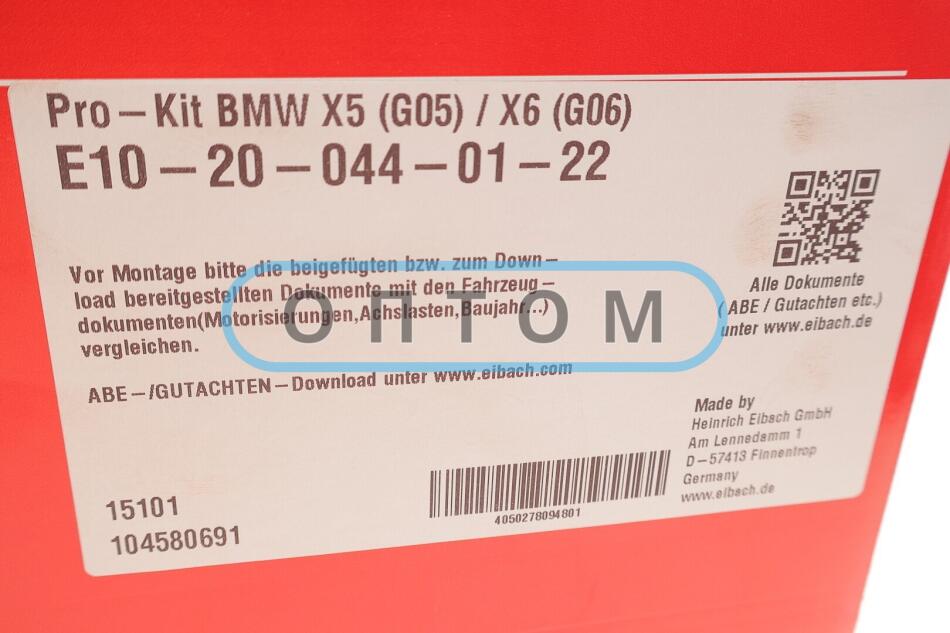 Pro-Kit BMW X5 (G05) / X6 (G06)
E10-20-044-01-22
Vor Montage bitte die beigefügten bzw. zum Down-
load bereitgestellten Dokumente mit den Fahrzeug-
dokumenten(Motorisierungen,Achslasten,Baujahr...)
vergleichen.
ABE-/GUTACHTEN-Download unter www.eibach.com
ОПТОМ
Alle Dokumente
(ABE / Gutachten etc.)
unter www.eibach.de
Made by
Heinrich Eibach GmbH
Am Lennedamm 1
D-57413 Finnentrop
Germany
www.eibach.de
15101
104580691
4050278094801